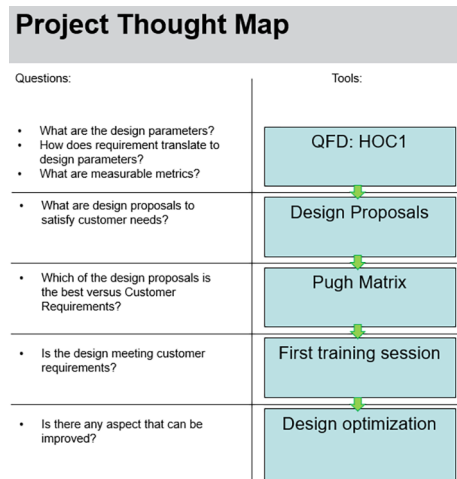 Project Thought Map
Questions:
Tools:
• What are the design parameters?
• How does requirement translate to
design parameters?
• What are measurable metrics?
QFD: HOC1
• What are design proposals to
satisfy customer needs?
Design Proposals
• Which of the design proposals is
the best versus Customer
Requirements?
Pugh Matrix
• Is the design meeting customer
requirements?
First training session
• Is there any aspect that can be
improved?
Design optimization